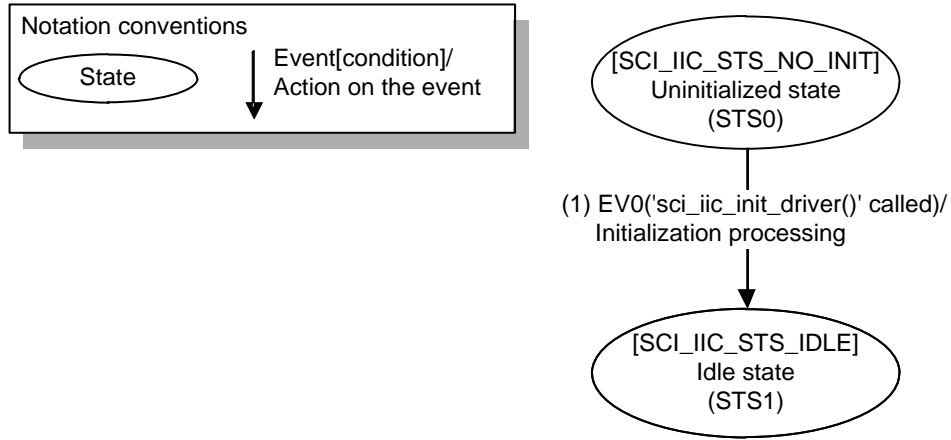 Notation conventions
State
Event[condition]/
Action on the event
[SCI_IIC_STS_NO_INIT]
Uninitialized state
(STS0)
(1) EV0('sci_iic_init_driver()' called)/
Initialization processing
[SCI_IIC_STS_IDLE]
Idle state
(STS1)